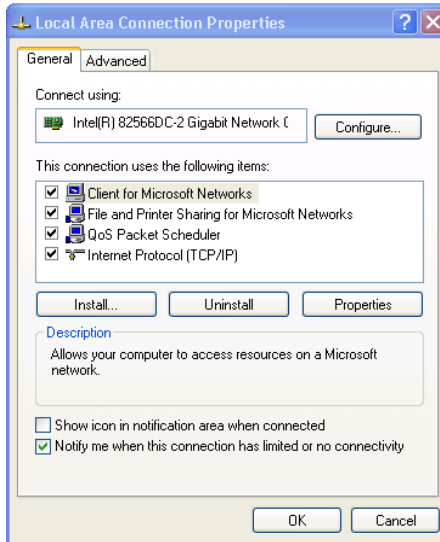 Local Area Connection Properties
General Advanced
Connect using:
Intel(R) 82566DC-2 Gigabit Network C
Configure...
This connection uses the following items:
Client for Microsoft Networks
File and Printer Sharing for Microsoft Networks
QoS Packet Scheduler
Internet Protocol (TCP/IP)
Install... Uninstall Properties
Description
Allows your computer to access resources on a Microsoft
network.
Show icon in notification area when connected
Notify me when this connection has limited or no connectivity
OK Cancel